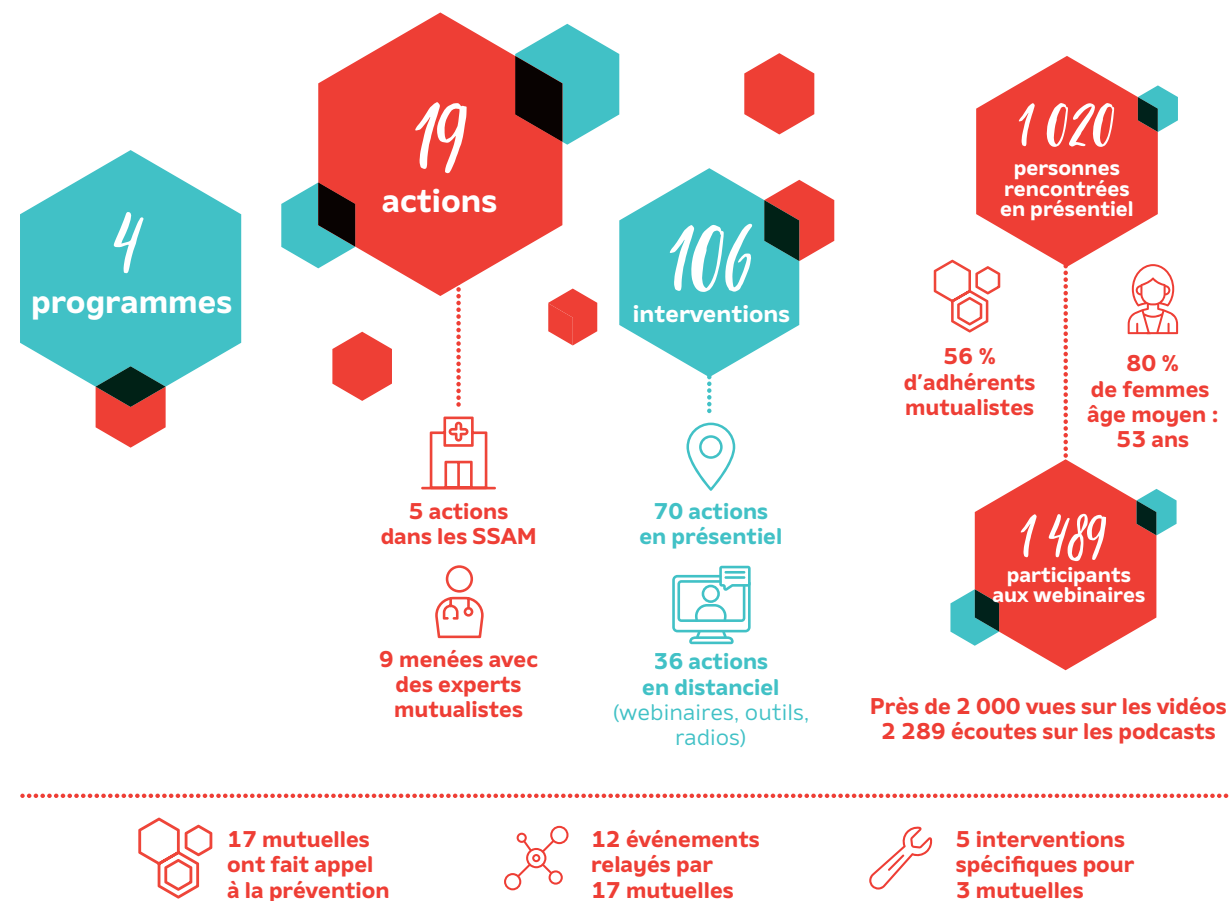 4
programmes
19
actions
5 actions
dans les SSAM
9 menées avec
des experts
mutualistes
106
interventions
70 actions
en présentiel
36 actions
en distanciel
(webinaires, outils,
radios)
1 020
personnes
rencontrées
en présentiel
56 %
d'adhérents
mutualistes
80 %
de femmes
âge moyen :
53 ans
1 489
participants
aux webinaires
Près de 2 000 vues sur les vidéos
2 289 écoutes sur les podcasts
17 mutuelles
ont fait appel
à la prévention
12 événements
relayés par
17 mutuelles
5 interventions
spécifiques pour
3 mutuelles